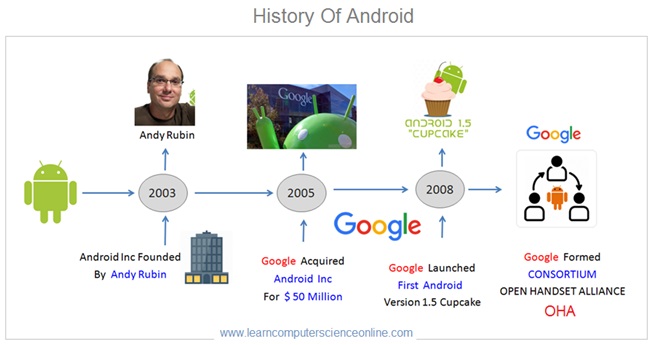 History Of Android
Google
ANDROID 1.5
"CUPCAKE"
Google
Andy Rubin
2003
2005
2008
Google
Android Inc Founded
By Andy Rubin
Google Acquired
Android Inc
For $ 50 Million
Google Launched
First Android
Version 1.5 Cupcake
Google Formed
CONSORTIUM
OPEN HANDSET ALLIANCE
OHA
www.learncomputerscienceonline.com